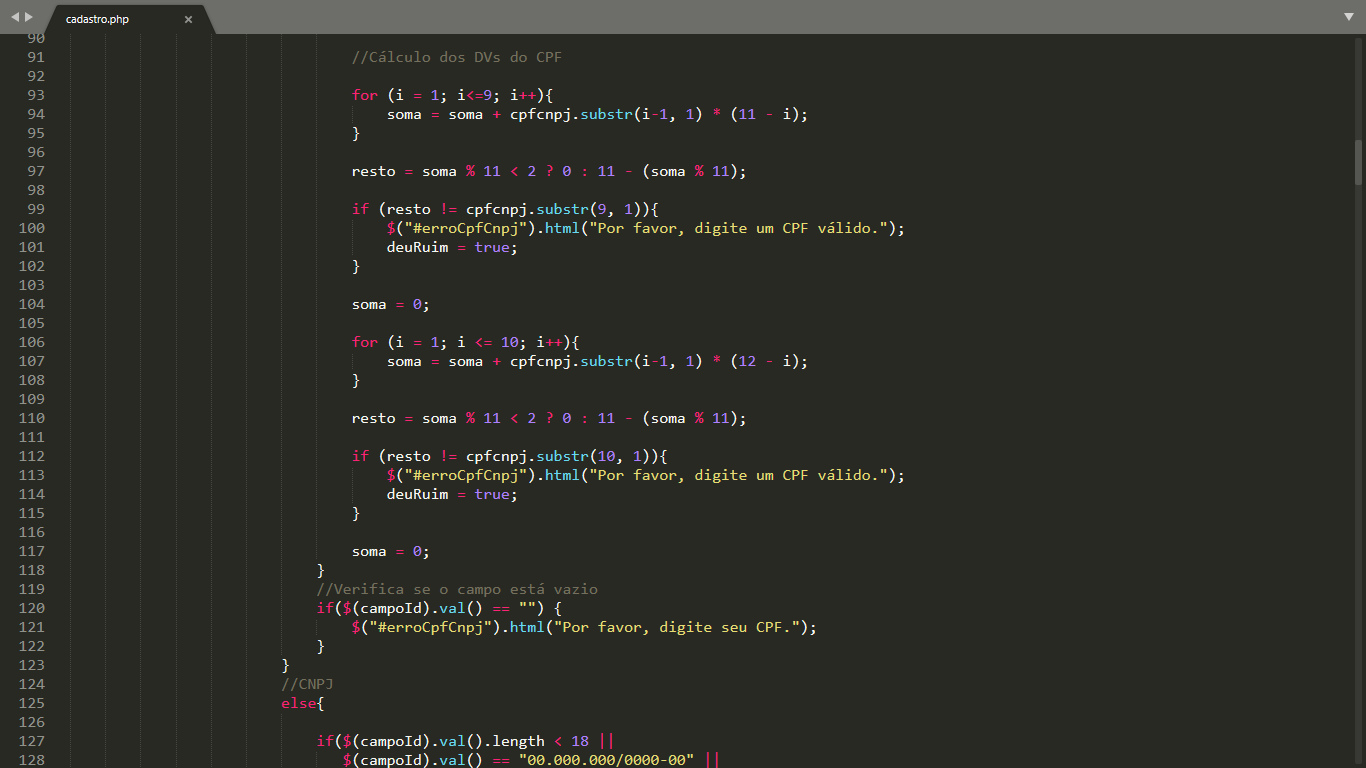 cadastro.php ×
90
91 //Cálculo dos DVs do CPF
92
93 for (i = 1; i<=9; i++){
94 soma = soma + cpfcnpj.substr(i-1, 1) * (11 - i);
95 }
96
97 resto = soma % 11 < 2 ? 0 : 11 - (soma % 11);
98
99 if (resto != cpfcnpj.substr(9, 1)){
100 $("#erroCpfCnpj").html("Por favor, digite um CPF válido.");
101 deuRuim = true;
102 }
103
104 soma = 0;
105
106 for (i = 1; i <= 10; i++){
107 soma = soma + cpfcnpj.substr(i-1, 1) * (12 - i);
108 }
109
110 resto = soma % 11 < 2 ? 0 : 11 - (soma % 11);
111
112 if (resto != cpfcnpj.substr(10, 1)){
113 $("#erroCpfCnpj").html("Por favor, digite um CPF válido.");
114 deuRuim = true;
115 }
116
117 soma = 0;
118 }
119 //Verifica se o campo está vazio
120 if($(campoId).val() == "") {
121 $("#erroCpfCnpj").html("Por favor, digite seu CPF.");
122 }
123 }
124 //CNPJ
125 else{
126
127 if($(campoId).val().length < 18 ||
128 $(campoId).val() == "00.000.000/0000-00" ||